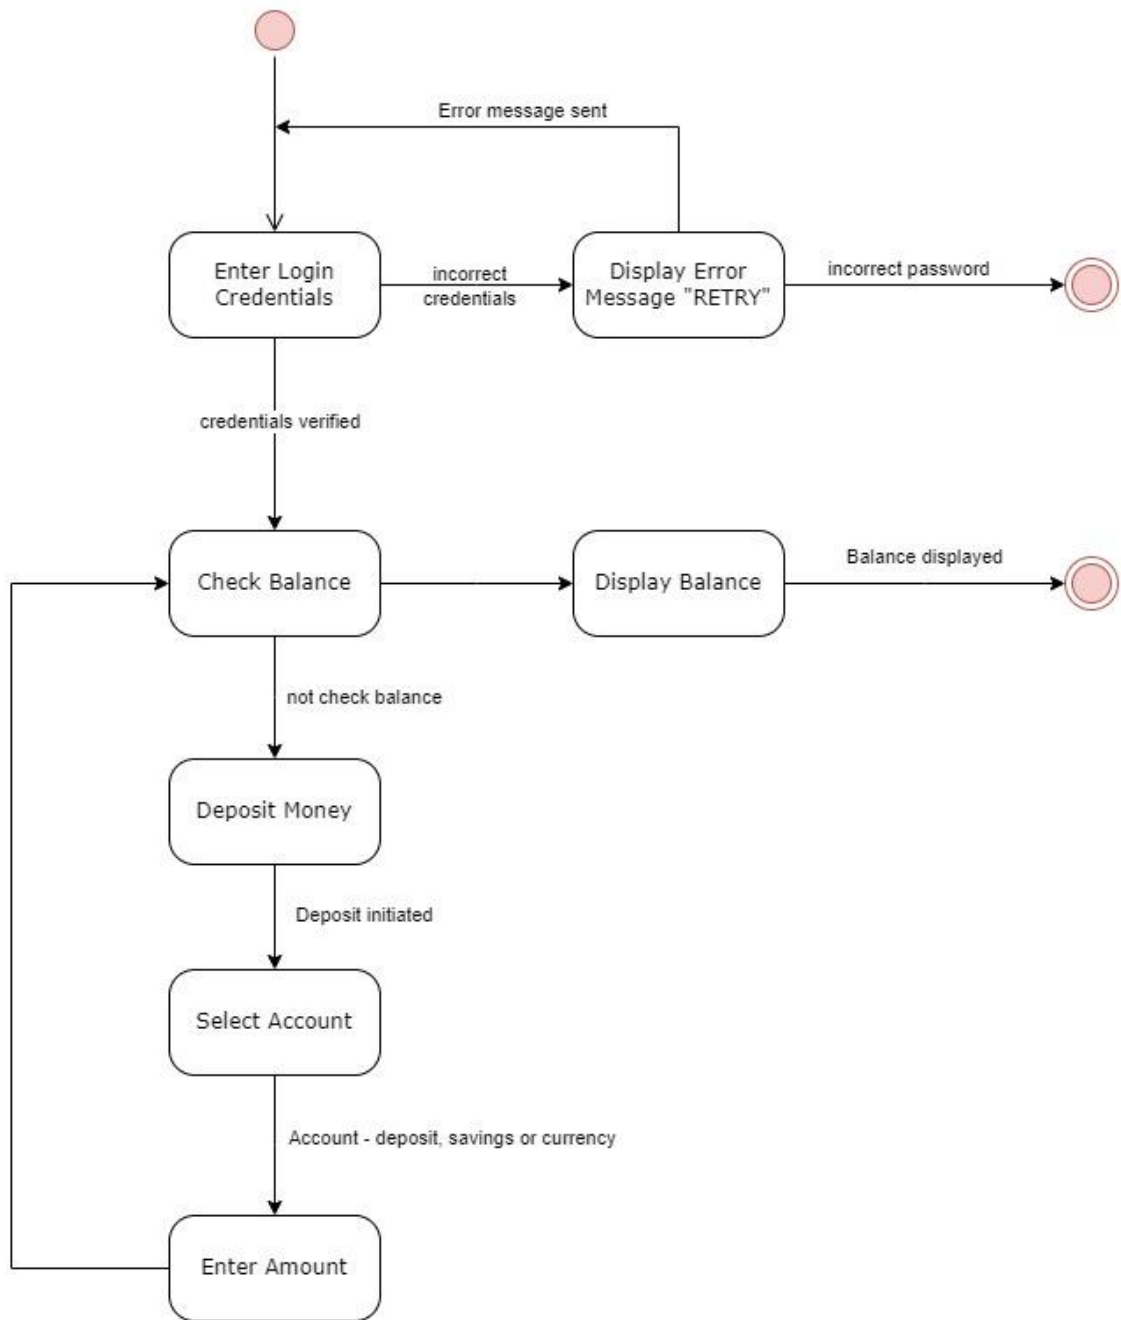 Error message sent
Enter Login
Credentials
incorrect
credentials
Display Error
Message "RETRY"
incorrect password
credentials verified
Check Balance
Display Balance
Balance displayed
not check balance
Deposit Money
Deposit initiated
Select Account
Account - deposit, savings or currency
Enter Amount